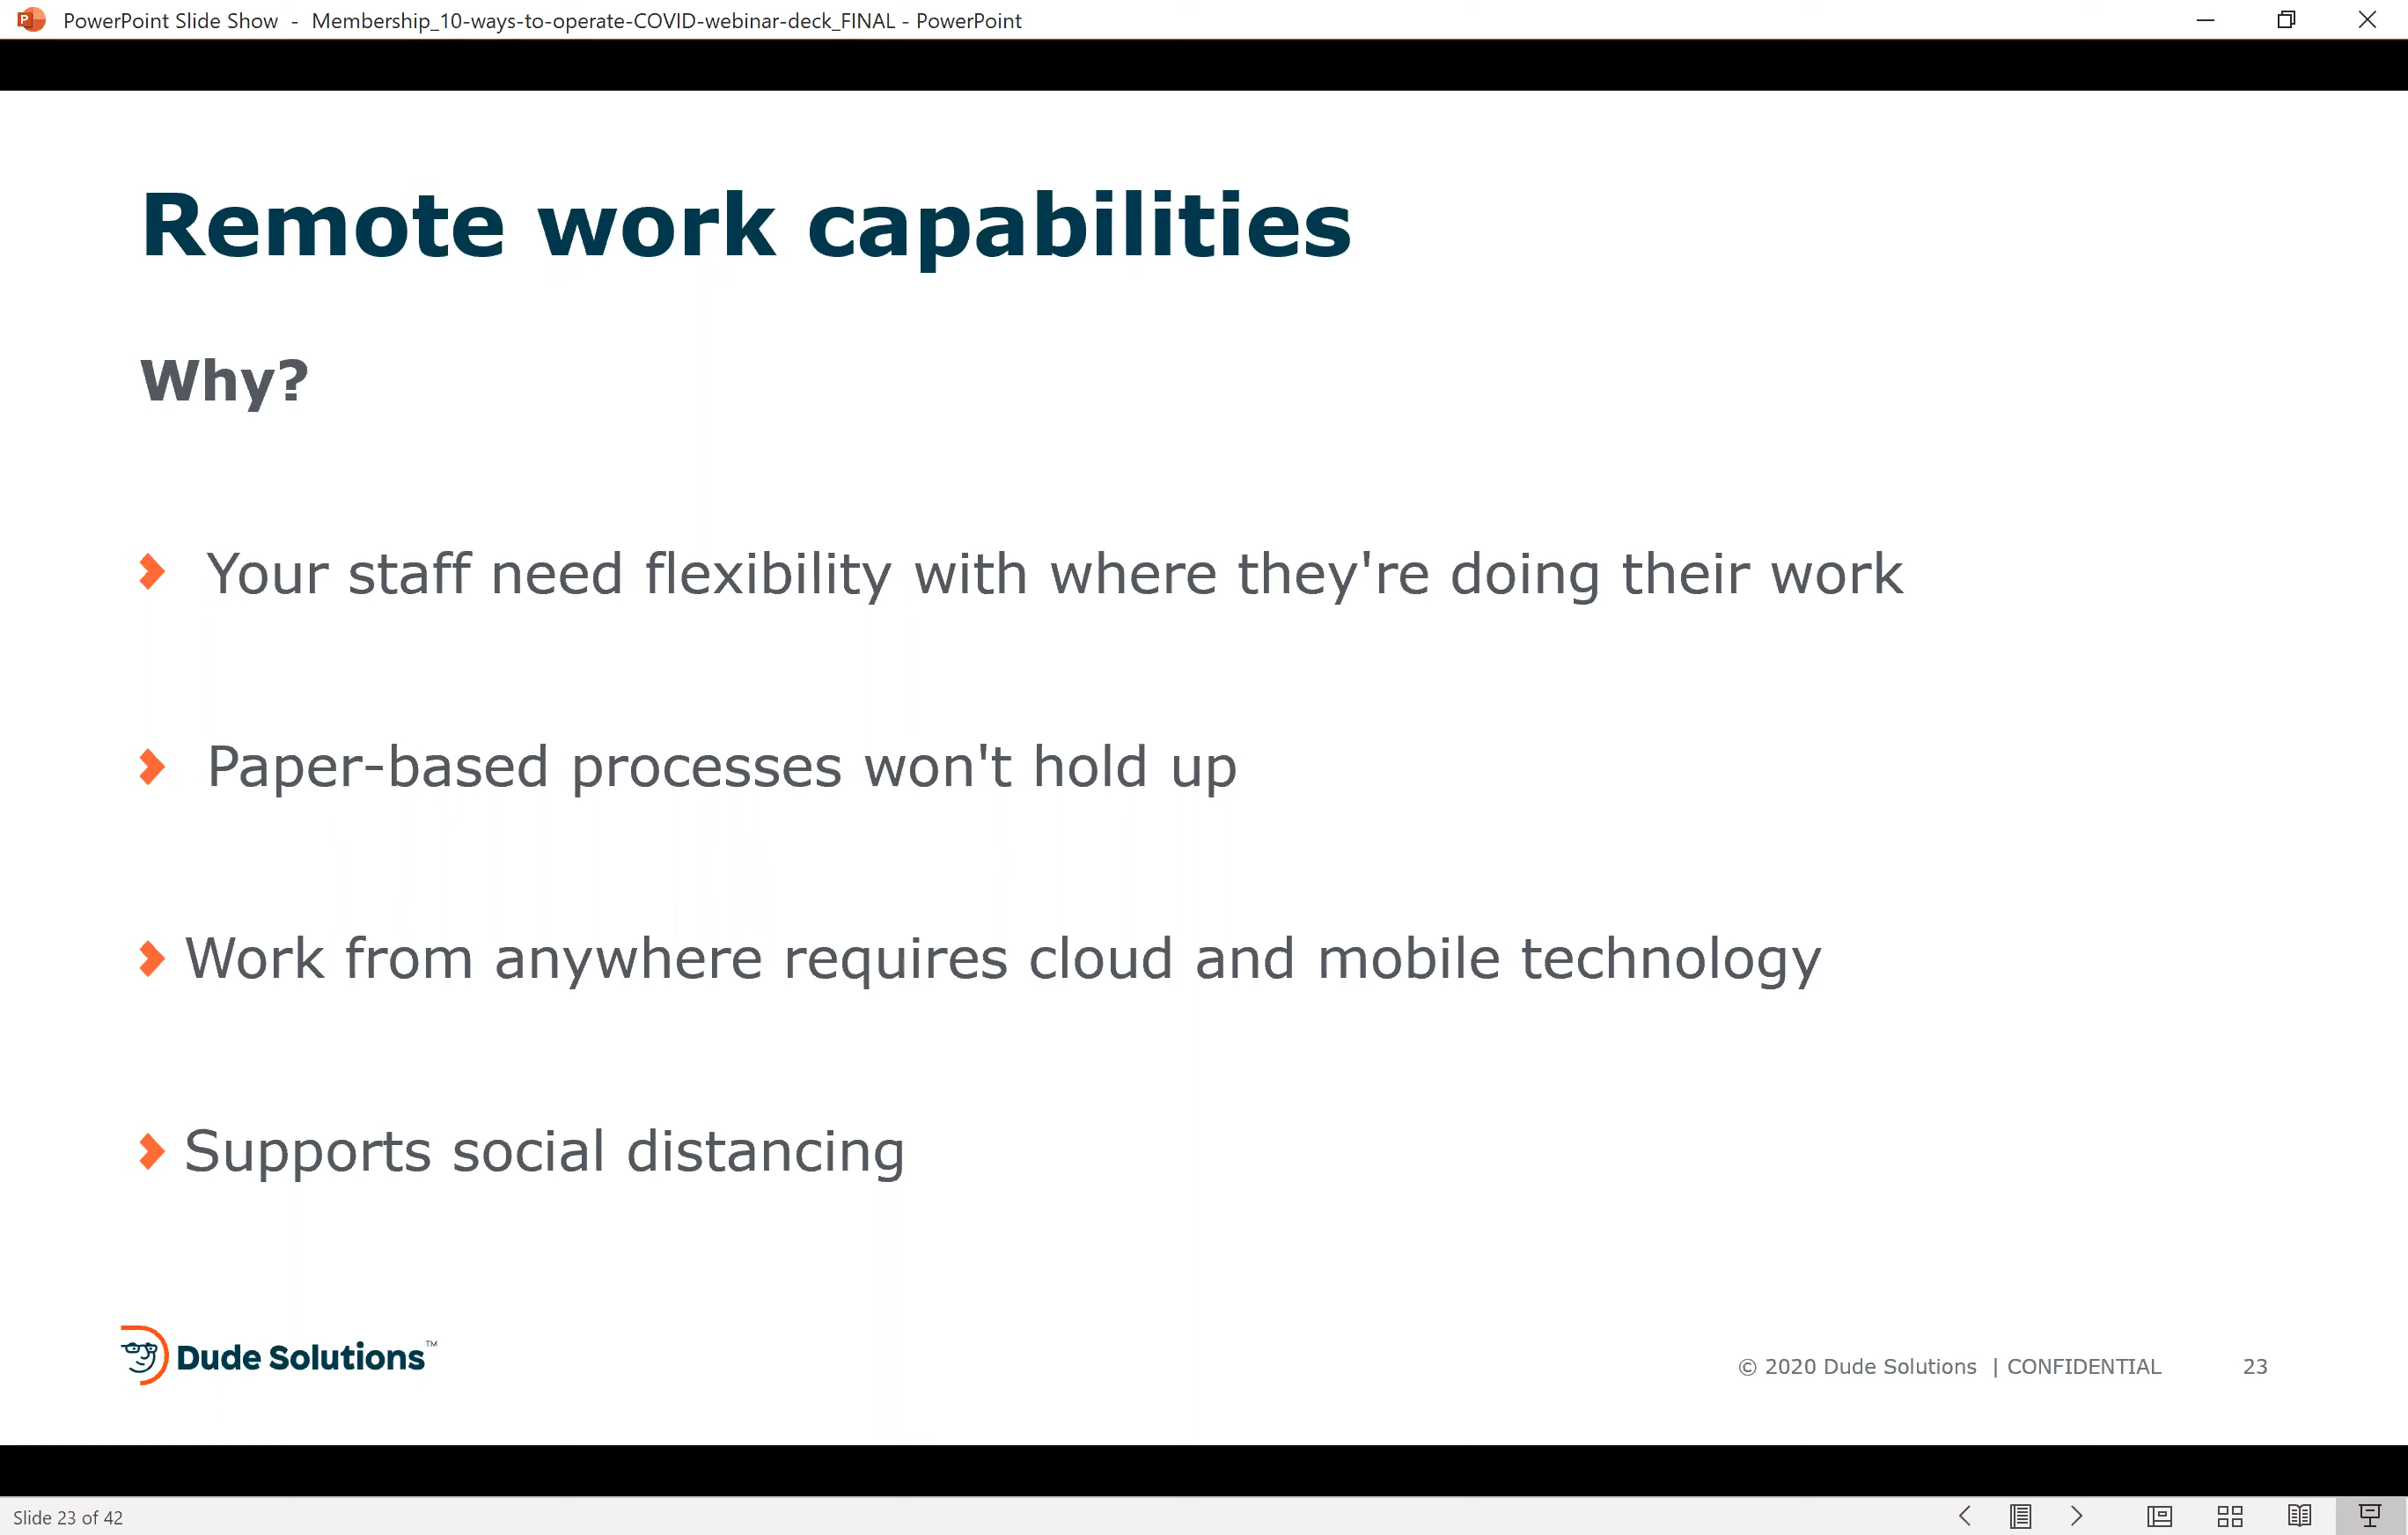 PowerPoint Slide Show - Membership_10-ways-to-operate-COVID-webinar-deck_FINAL - PowerPoint
Remote work capabilities
Why?
Your staff need flexibility with where they're doing their work
Paper-based processes won't hold up
Work from anywhere requires cloud and mobile technology
Supports social distancing
Dude Solutions™
© 2020 Dude Solutions | CONFIDENTIAL 23
Slide 23 of 42